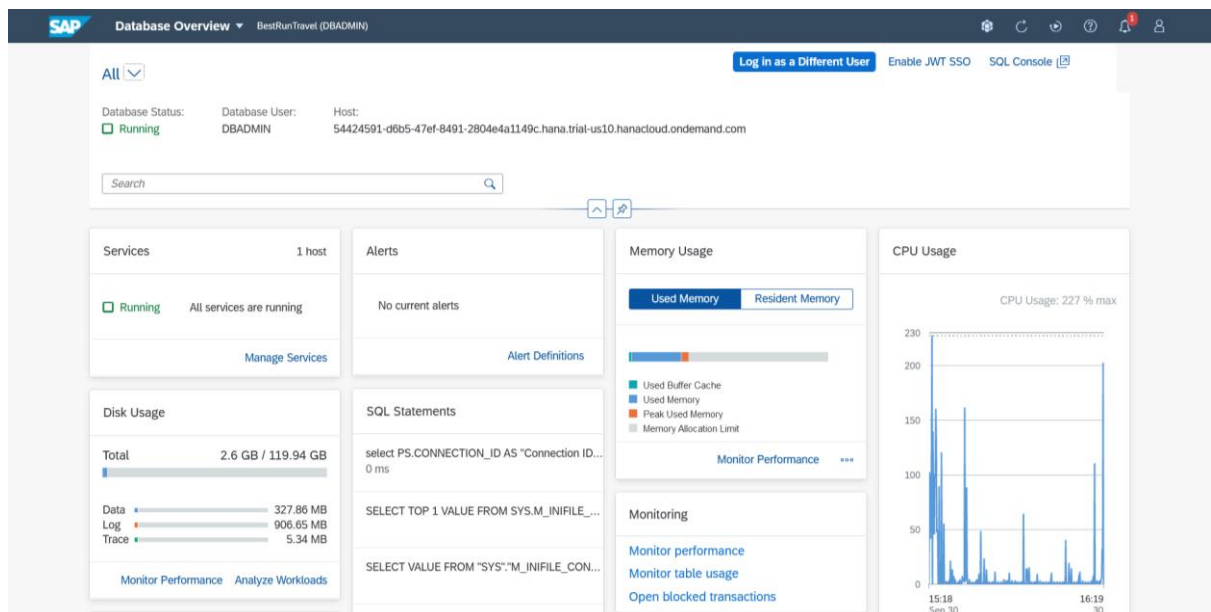 SAP Database Overview BestRunTravel (DBADMIN) 1
All
Log in as a Different User Enable JWT SSO SQL Console
Database Status: Database User: Host:
Running DBADMIN 54424591-d6b5-47ef-8491-2804e4a1149c.hana.trial-us10.hanacloud.ondemand.com
Search
Services 1 host
Running All services are running
Manage Services
Alerts
No current alerts
Alert Definitions
Memory Usage
Used Memory Resident Memory
Used Buffer Cache
Used Memory
Peak Used Memory
Memory Allocation Limit
Monitor Performance
CPU Usage
CPU Usage: 227 % max
230
200
150
100
50
0
15:18 16:19
Sep 30 30
Disk Usage
Total 2.6 GB / 119.94 GB
Data 327.86 MB
Log 906.65 MB
Trace 5.34 MB
Monitor Performance Analyze Workloads
SQL Statements
select PS.CONNECTION_ID AS "Connection ID...
0 ms
SELECT TOP 1 VALUE FROM SYS.M_INIFILE_...
SELECT VALUE FROM "SYS"."M_INIFILE_CON...
Monitoring
Monitor performance
Monitor table usage
Open blocked transactions